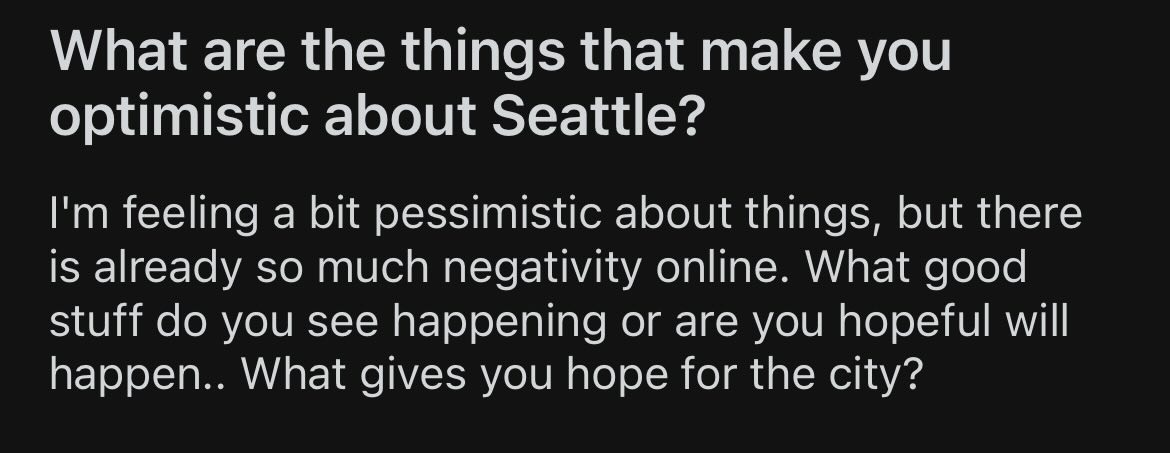 What are the things that make you
optimistic about Seattle?
I'm feeling a bit pessimistic about things, but there
is already so much negativity online. What good
stuff do you see happening or are you hopeful will
happen.. What gives you hope for the city?